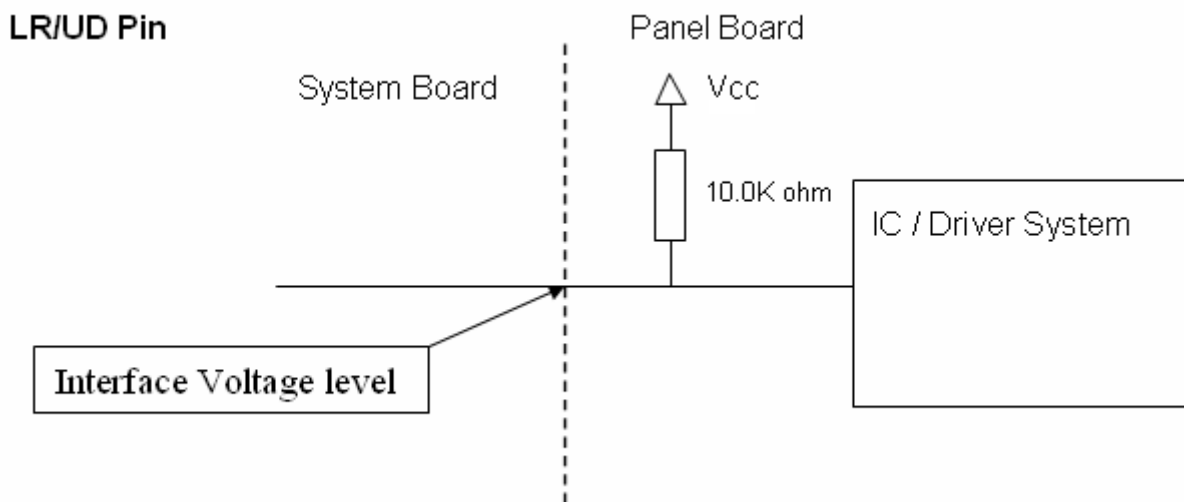 LR/UD Pin
Panel Board
System Board
Vcc
10.0K ohm
IC / Driver System
Interface Voltage level